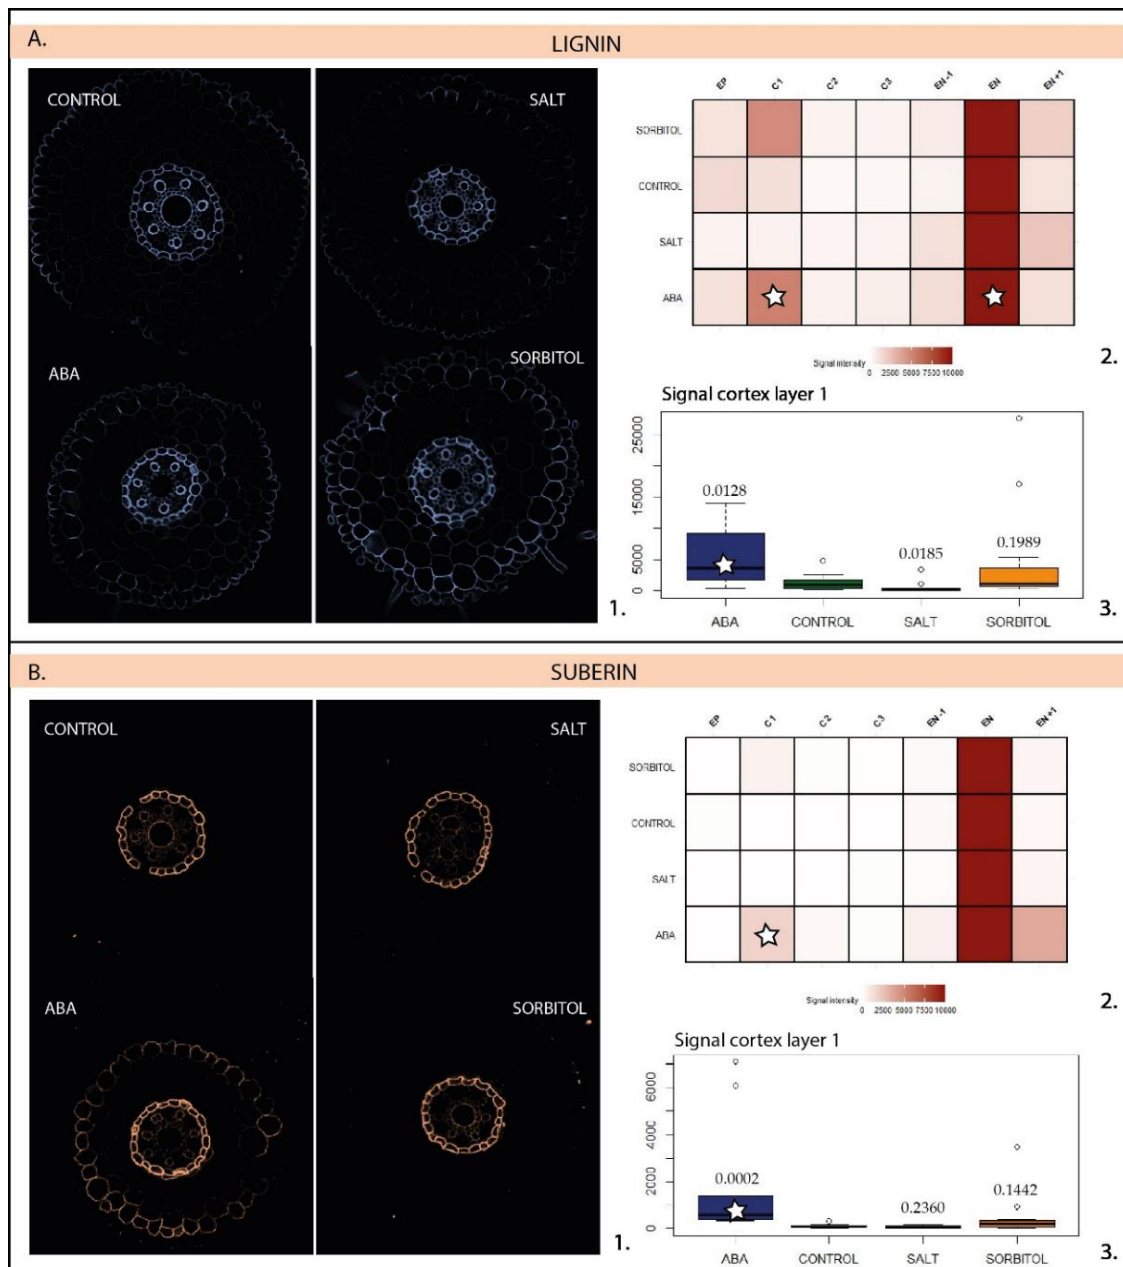 A.
LIGNIN
CONTROL
SALT
ABA
SORBITOL
1.
EP C1 C2 C3 EN-1 EN EN+1
SORBITOL
CONTROL
SALT
ABA
Signal intensity
0 2500 5000 7500 10000
2.
Signal cortex layer 1
25000
15000
5000
0
0.0128
0.0185
0.1989
ABA CONTROL SALT SORBITOL
3.
B.
SUBERIN
CONTROL
SALT
ABA
SORBITOL
1.
EP C1 C2 C3 EN-1 EN EN+1
SORBITOL
CONTROL
SALT
ABA
Signal intensity
0 2500 5000 7500 10000
2.
Signal cortex layer 1
6000
4000
2000
0
0.0002
0.2360
0.1442
ABA CONTROL SALT SORBITOL
3.